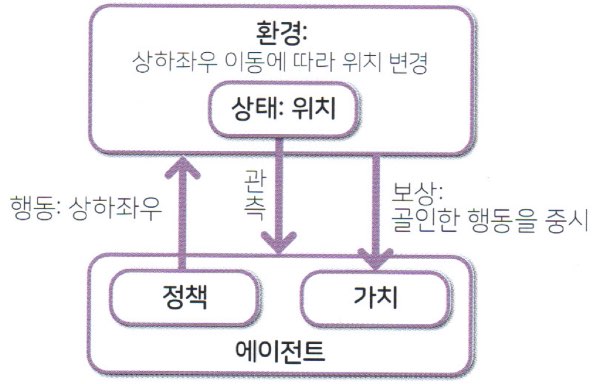 환경:
상하좌우 이동에 따라 위치 변경
상태: 위치
행동: 상하좌우
관
측
보상:
골인한 행동을 중시
정책
가치
에이전트